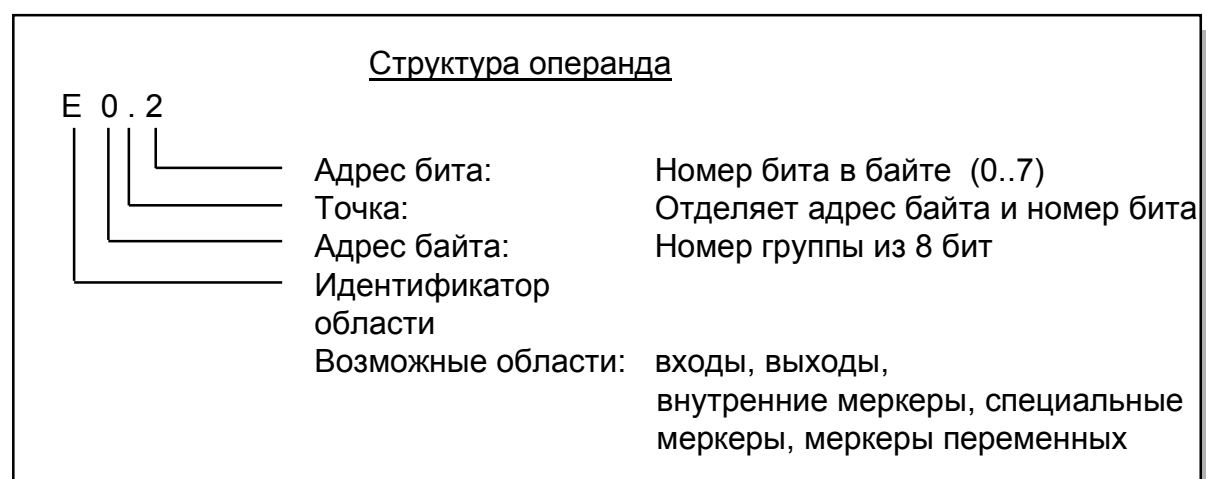 Структура операнда
E 0 . 2
Адрес бита: Номер бита в байте (0..7)
Точка: Отделяет адрес байта и номер бита
Адрес байта: Номер группы из 8 бит
Идентификатор
области
Возможные области: входы, выходы,
внутренние меркеры, специальные
меркеры, меркеры переменных